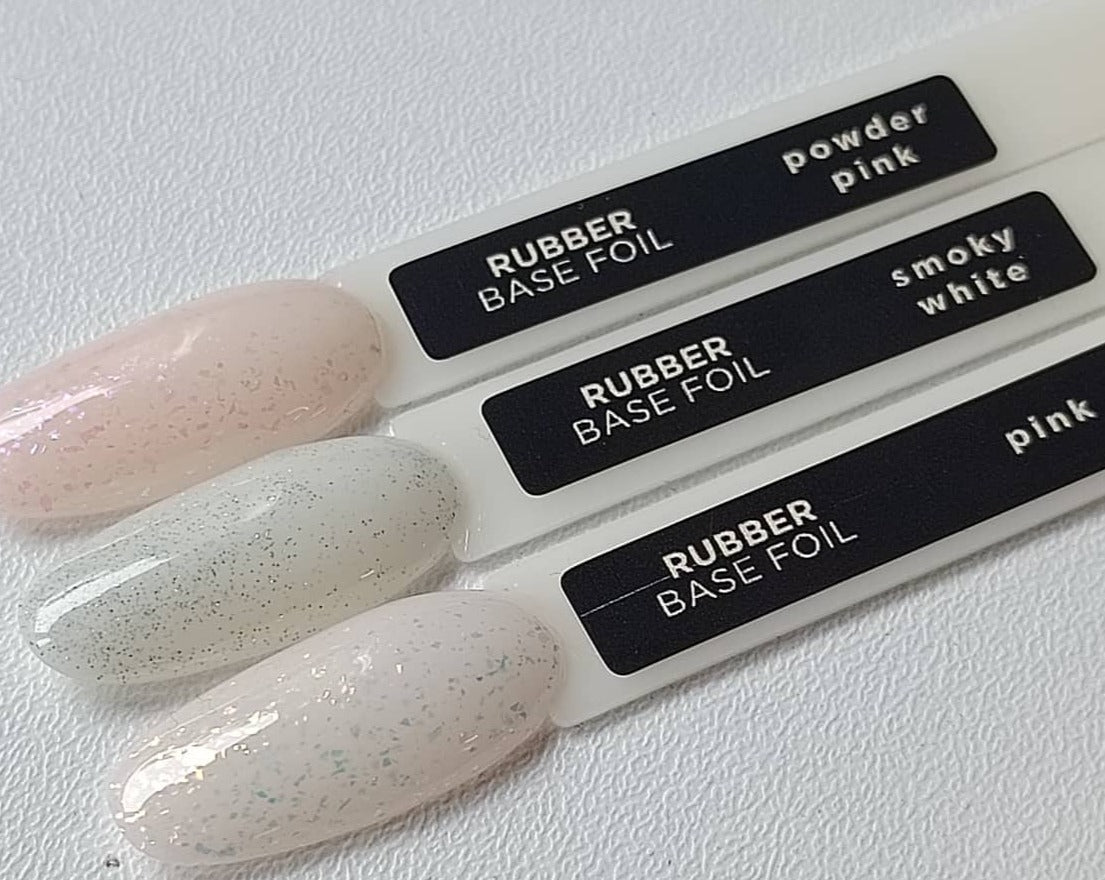 RUBBER
BASE FOIL
powder
pink
RUBBER
BASE FOIL
smoky
white
RUBBER
BASE FOIL
pink